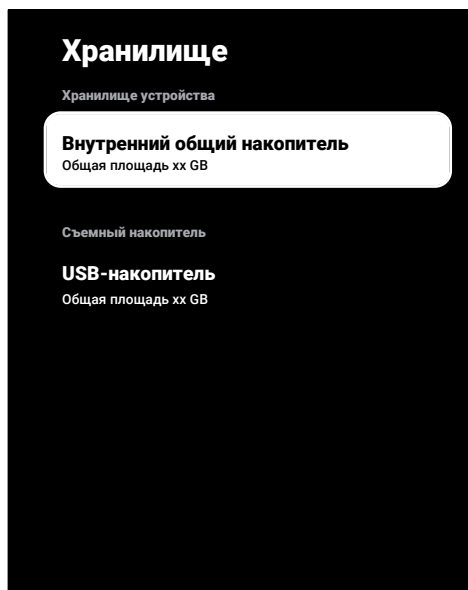 Хранилище
Хранилище устройства
Внутренний общий накопитель
Общая площадь xx GB
Съемный накопитель
USB-накопитель
Общая площадь xx GB